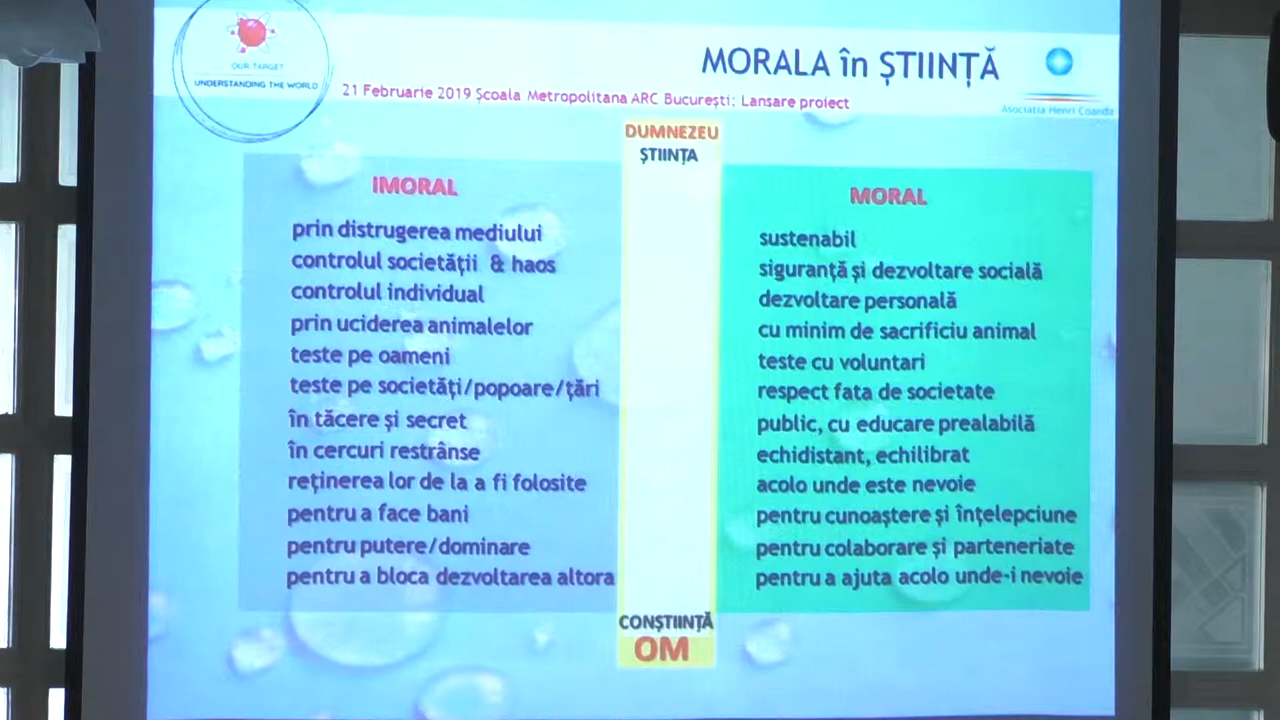 OUR TARGET
UNDERSTANDING THE WORLD
MORALA în ȘTIINȚĂ
21 Februarie 2019 Școala Metropolitana ARC București; Lansare proiect
Asociatia Henri Coanda
DUMNEZEU
ȘTIINȚA
IMORAL
prin distrugerea mediului
controlul societății & haos
controlul individual
prin uciderea animalelor
teste pe oameni
teste pe societăți/popoare/țări
în tăcere și secret
în cercuri restrânse
reținerea lor de la a fi folosite
pentru a face bani
pentru putere/dominare
pentru a bloca dezvoltarea altora
MORAL
sustenabil
siguranță și dezvoltare socială
dezvoltare personală
cu minim de sacrificiu animal
teste cu voluntari
respect fata de societate
public, cu educare prealabilă
echidistant, echilibrat
acolo unde este nevoie
pentru cunoaștere și înțelepciune
pentru colaborare și parteneriate
pentru a ajuta acolo unde-i nevoie
CONȘTIINȚĂ
OM